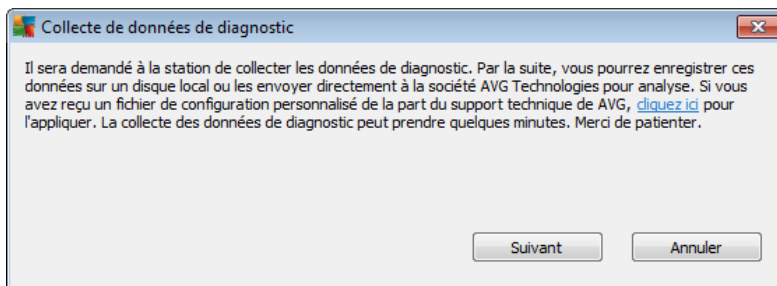 Collecte de données de diagnostic
Il sera demandé à la station de collecter les données de diagnostic. Par la suite, vous pourrez enregistrer ces
données sur un disque local ou les envoyer directement à la société AVG Technologies pour analyse. Si vous
avez reçu un fichier de configuration personnalisé de la part du support technique de AVG, cliquez ici pour
l'appliquer. La collecte des données de diagnostic peut prendre quelques minutes. Merci de patienter.
Suivant Annuler